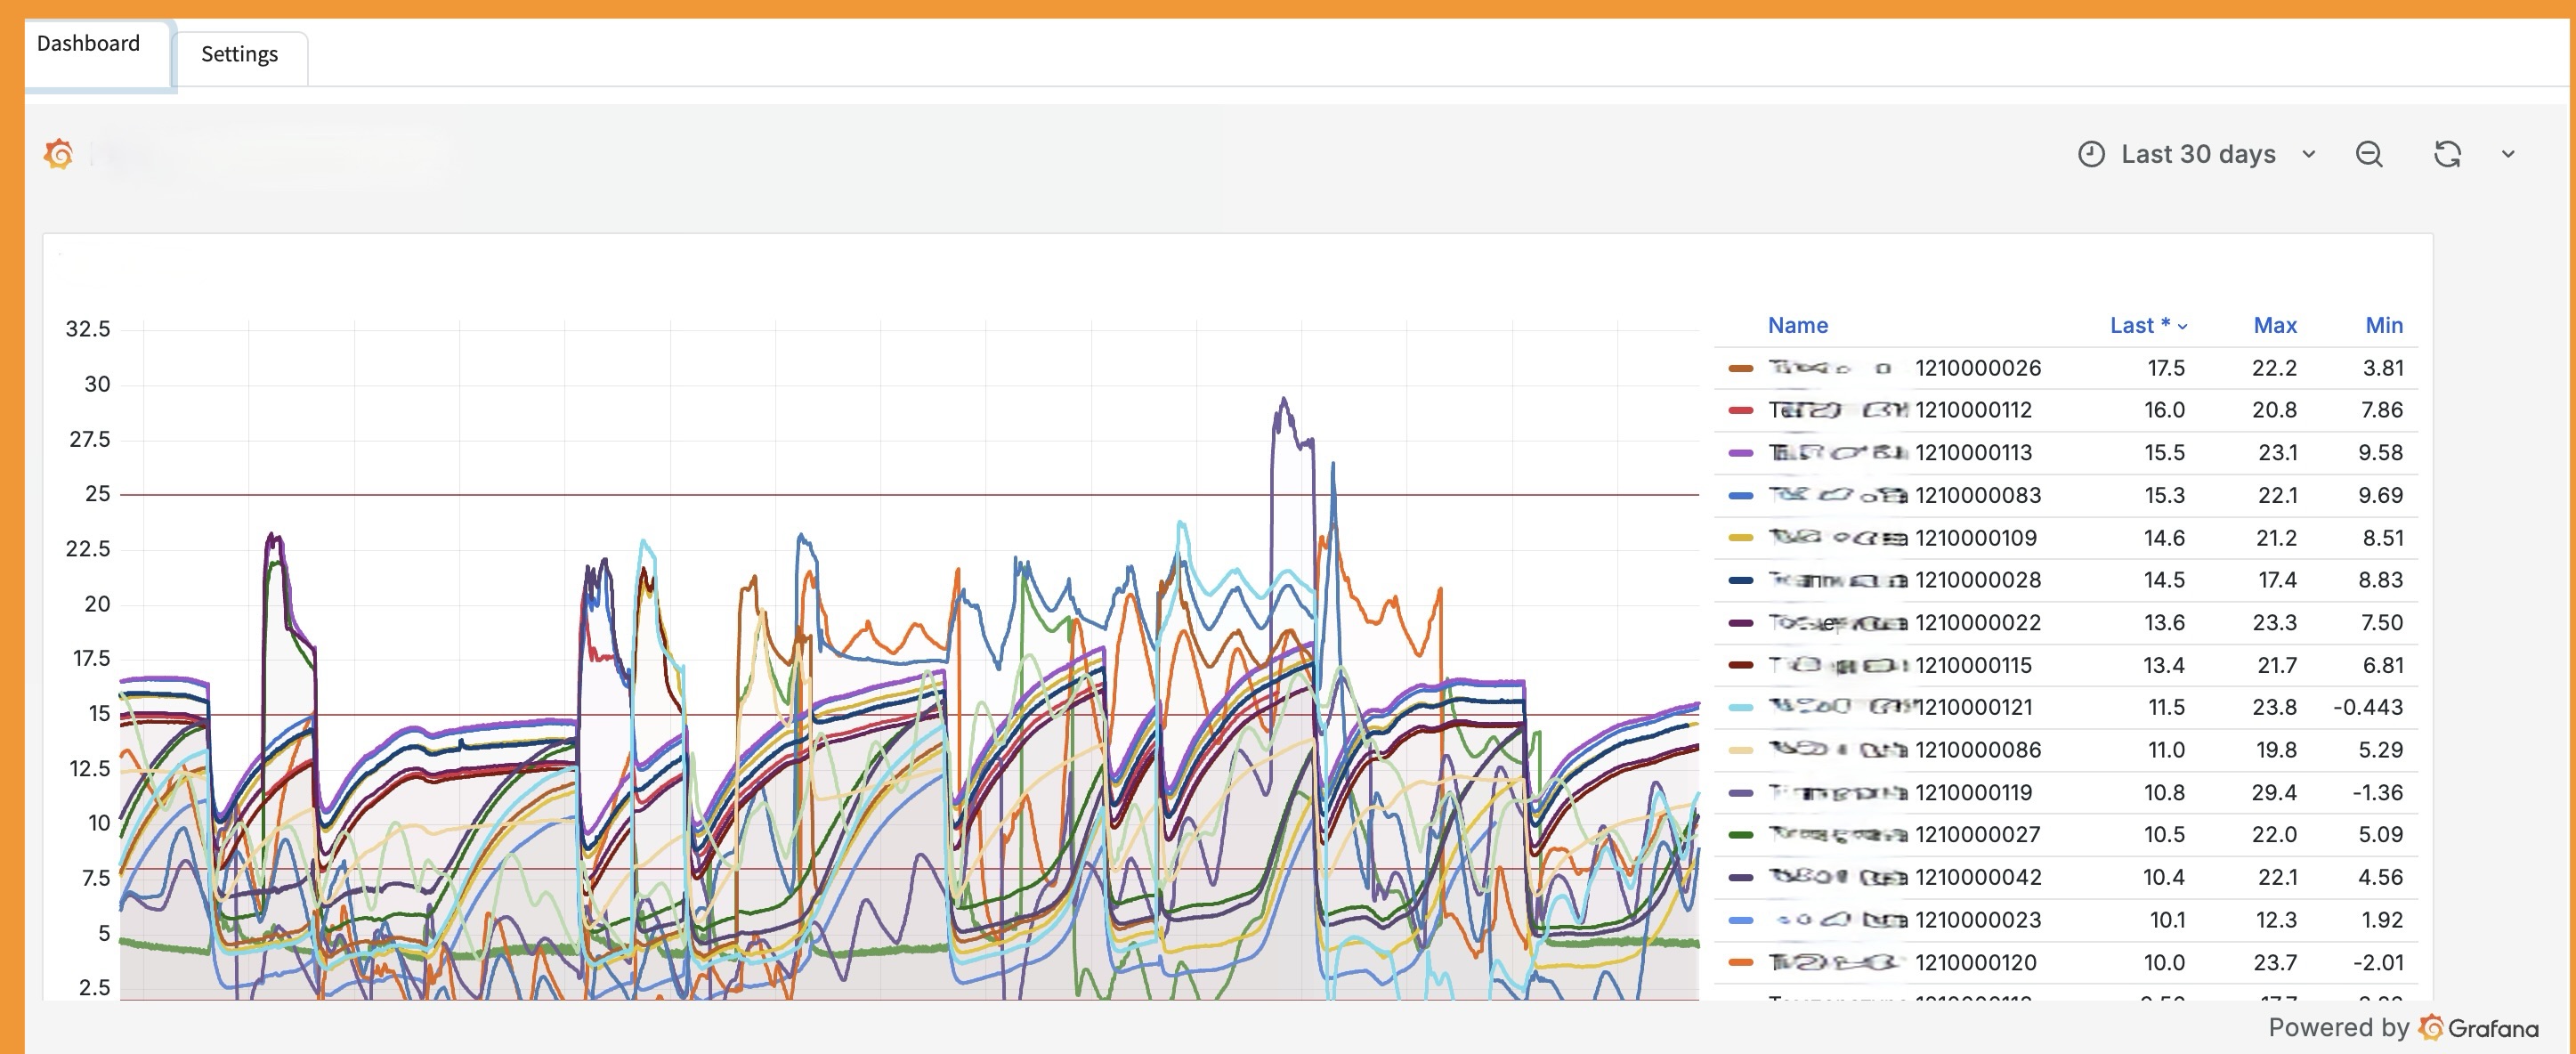 Dashboard
Settings
Last 30 days
32.5
30
27.5
25
22.5
20
17.5
15
12.5
10
7.5
5
2.5
Name Last * Max Min
1210000026 17.5 22.2 3.81
1210000112 16.0 20.8 7.86
1210000113 15.5 23.1 9.58
1210000083 15.3 22.1 9.69
1210000109 14.6 21.2 8.51
1210000028 14.5 17.4 8.83
1210000022 13.6 23.3 7.50
1210000115 13.4 21.7 6.81
1210000121 11.5 23.8 -0.443
1210000086 11.0 19.8 5.29
1210000119 10.8 29.4 -1.36
1210000027 10.5 22.0 5.09
1210000042 10.4 22.1 4.56
1210000023 10.1 12.3 1.92
1210000120 10.0 23.7 -2.01
Powered by Grafana